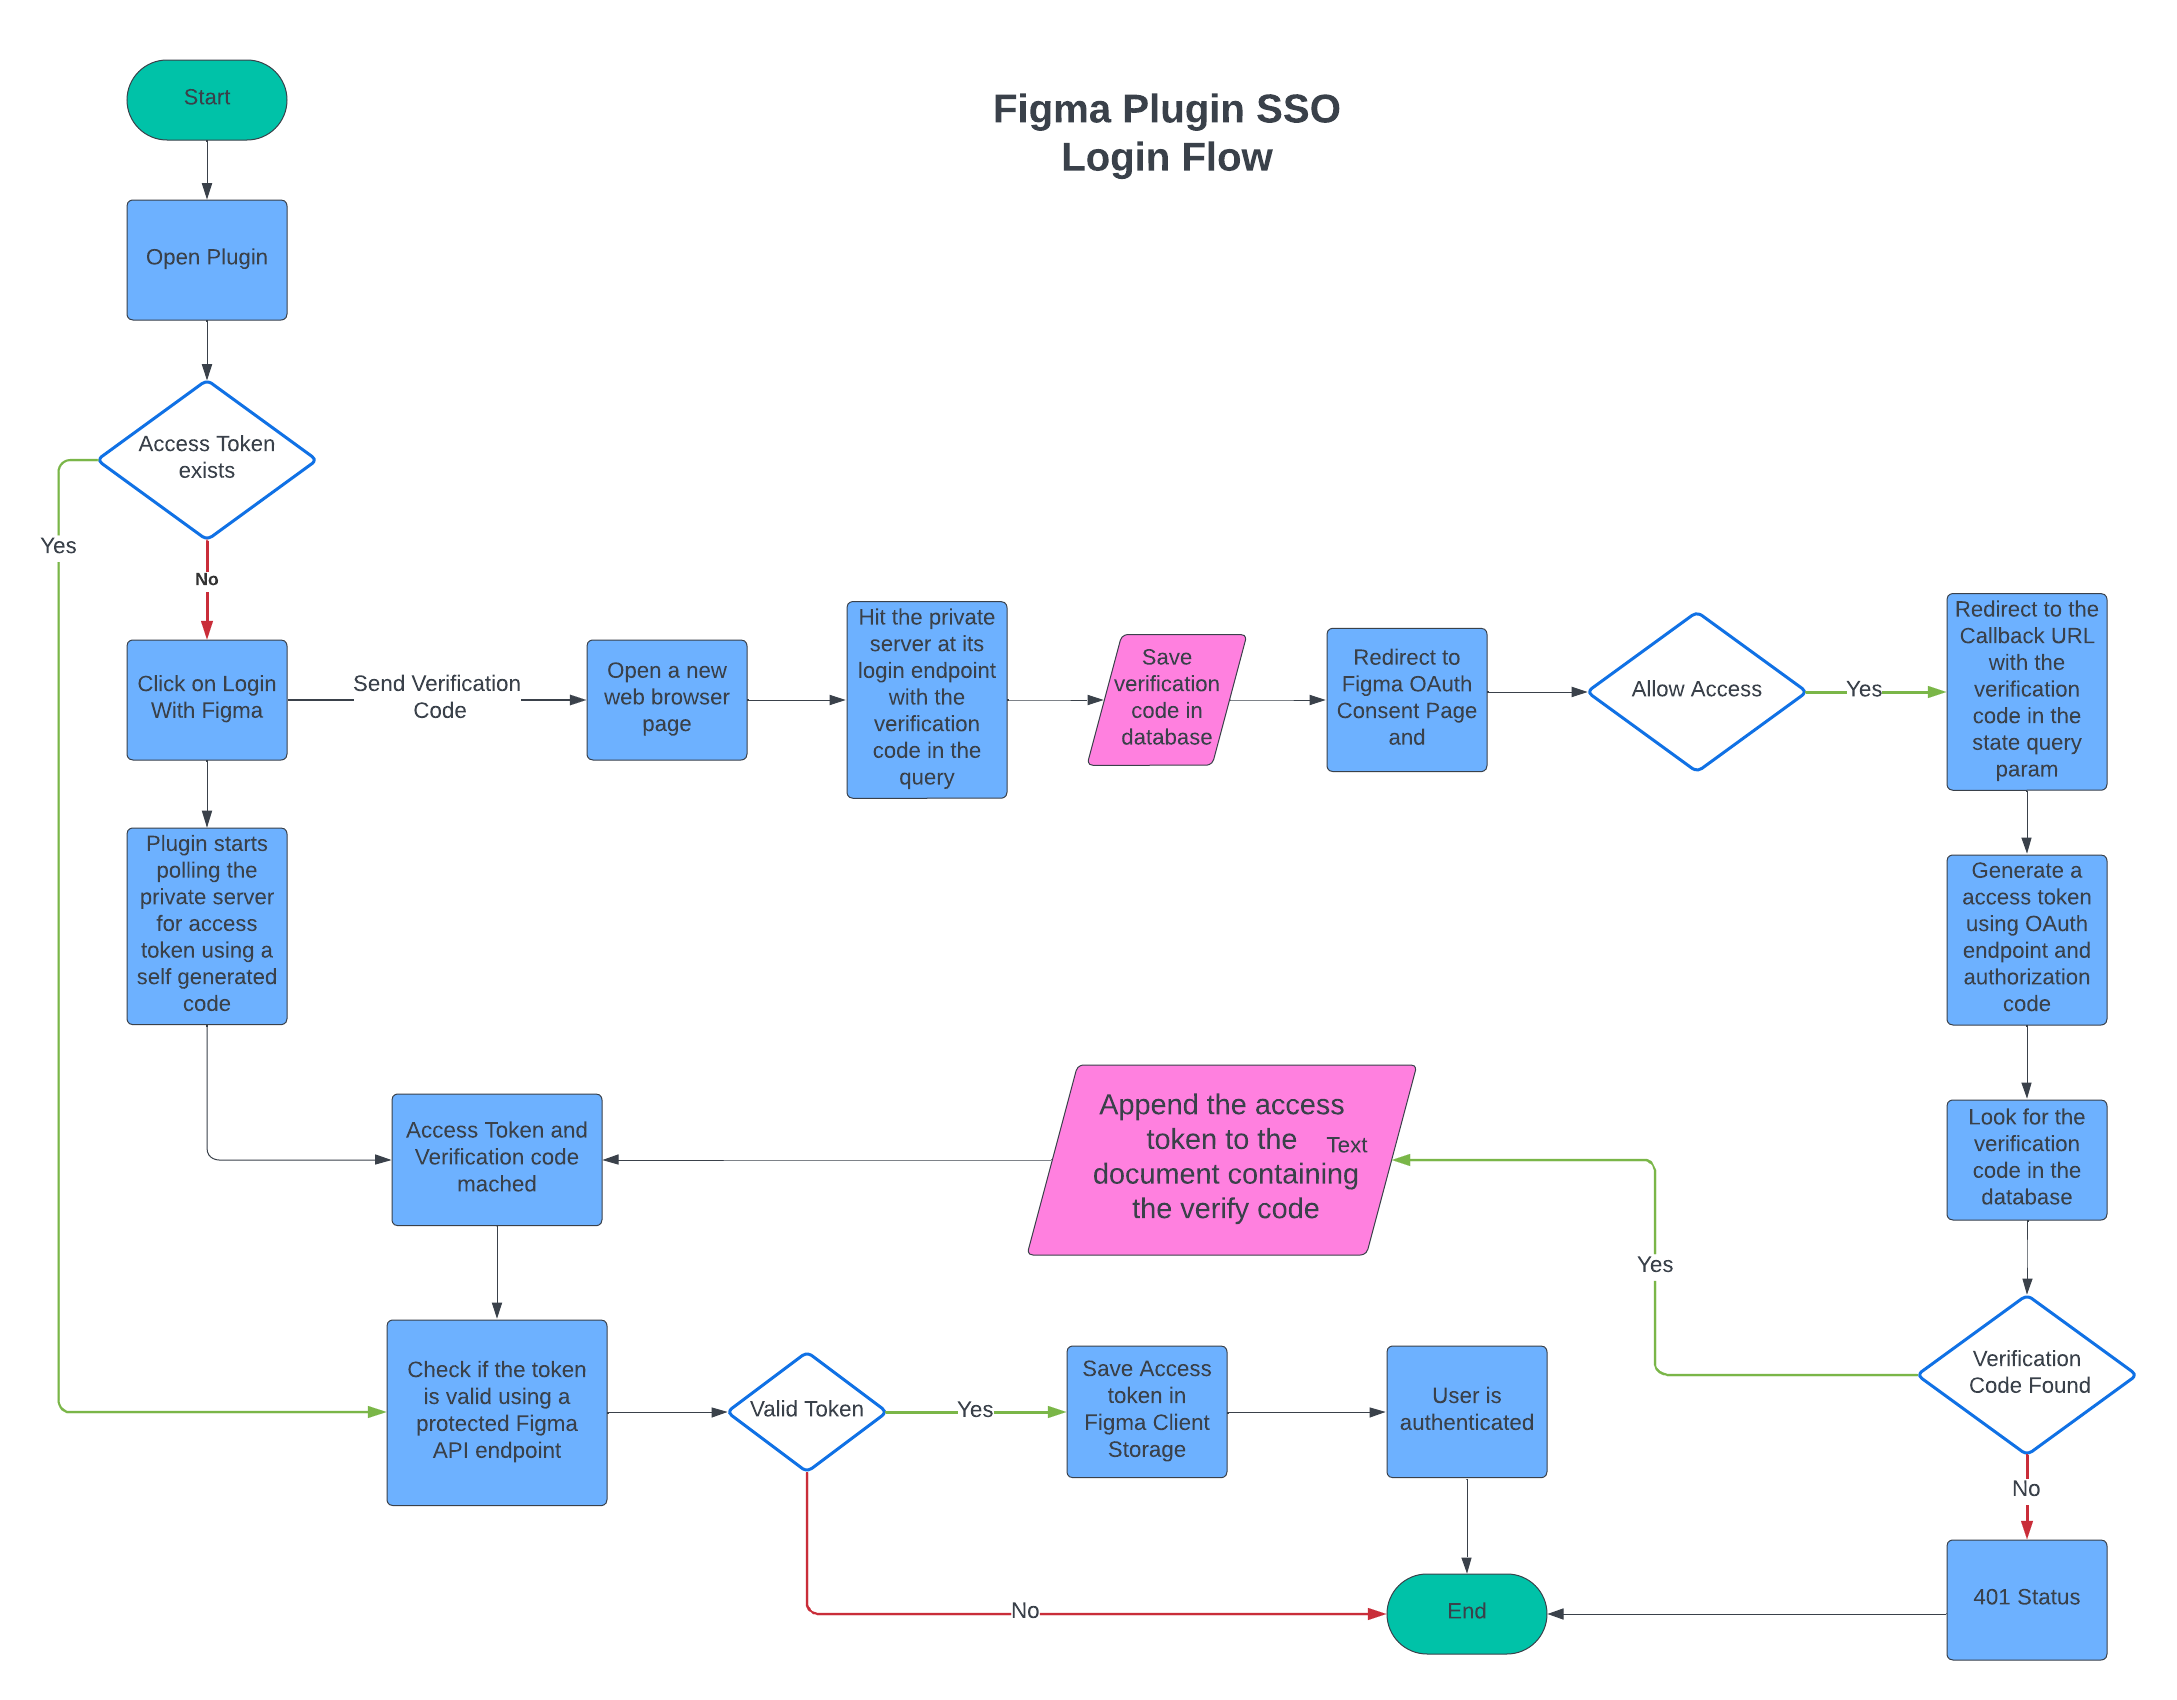 Figma Plugin SSO
Login Flow
Start
Open Plugin
Access Token
exists
Yes
No
Click on Login
With Figma
Send Verification
Code
Open a new
web browser
page
Hit the private
server at its
login endpoint
with the
verification
code in the
query
Save
verification
code in
database
Redirect to
Figma OAuth
Consent Page
and
Allow Access
Yes
Redirect to the
Callback URL
with the
verification
code in the
state query
param
Plugin starts
polling the
private server
for access
token using a
self generated
code
Generate a
access token
using OAuth
endpoint and
authorization
code
Access Token and
Verification code
mached
Append the access
token to the
document containing
the verify code
Text
Look for the
verification
code in the
database
Yes
Verification
Code Found
Check if the token
is valid using a
protected Figma
API endpoint
Valid Token
Yes
Save Access
token in
Figma Client
Storage
User is
authenticated
No
No
End
401 Status